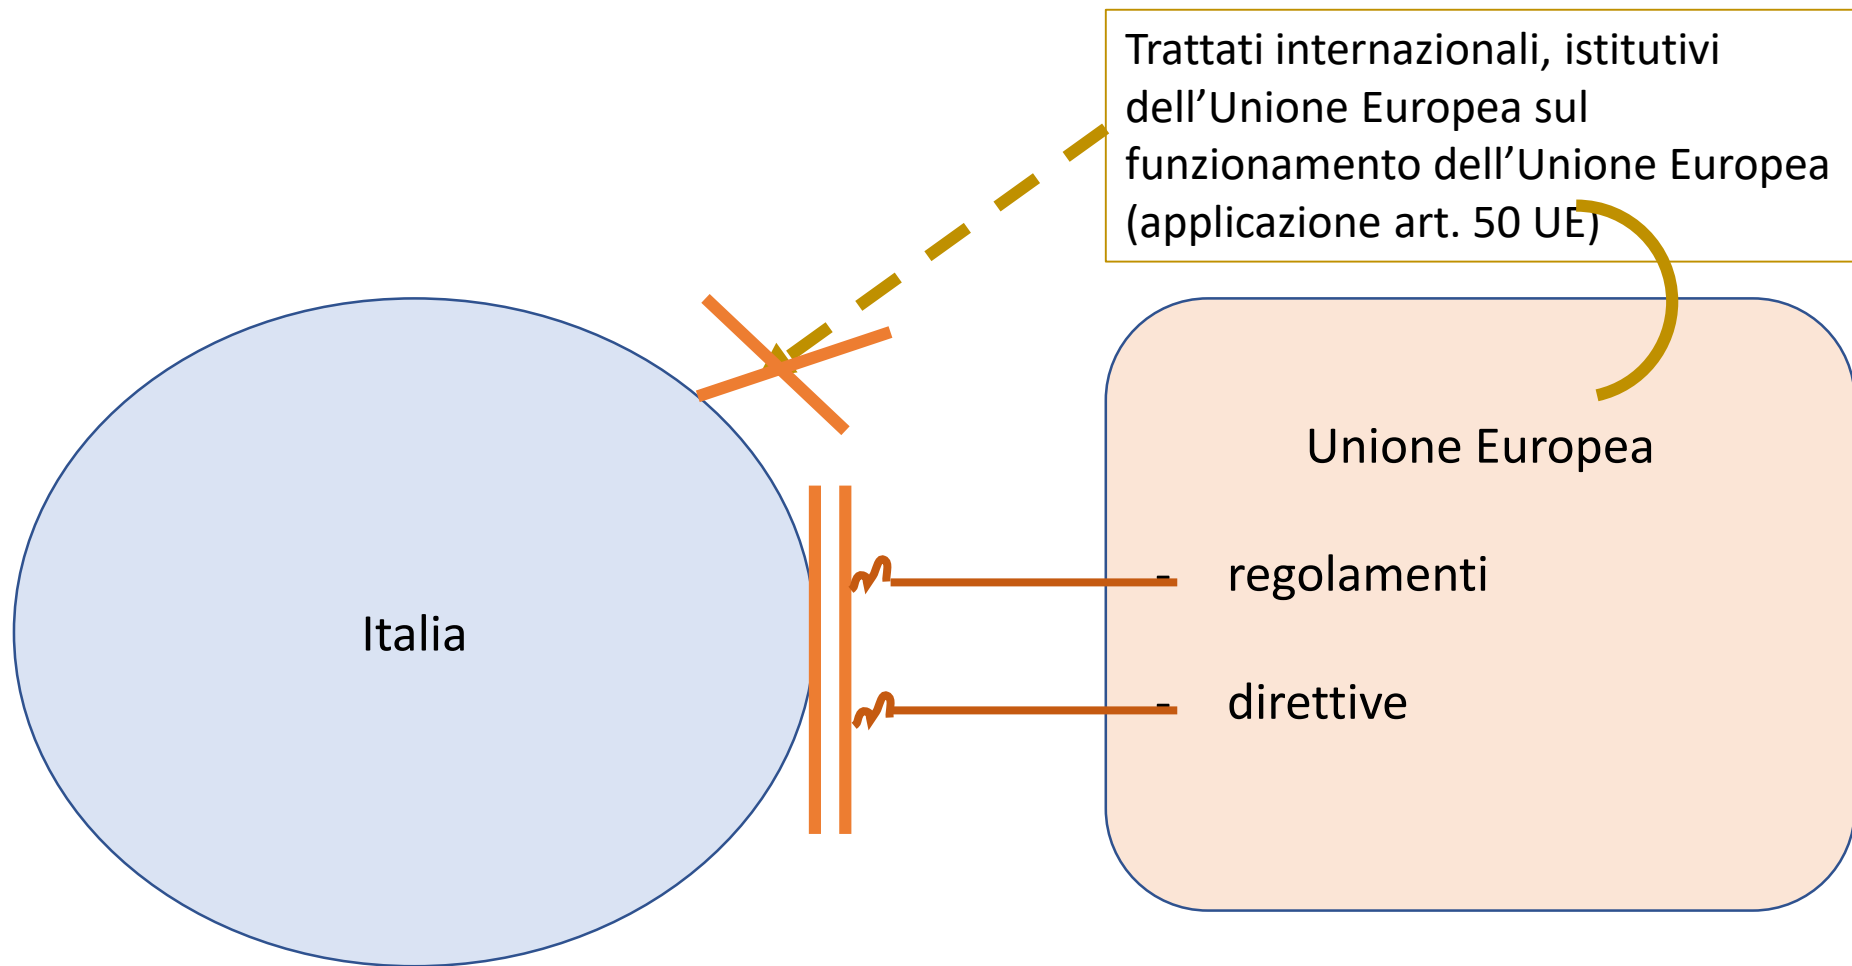 Trattati internazionali, istitutivi
dell’Unione Europea sul
funzionamento dell’Unione Europea
(applicazione art. 50 UE)
Unione Europea
- regolamenti
Italia
- direttive